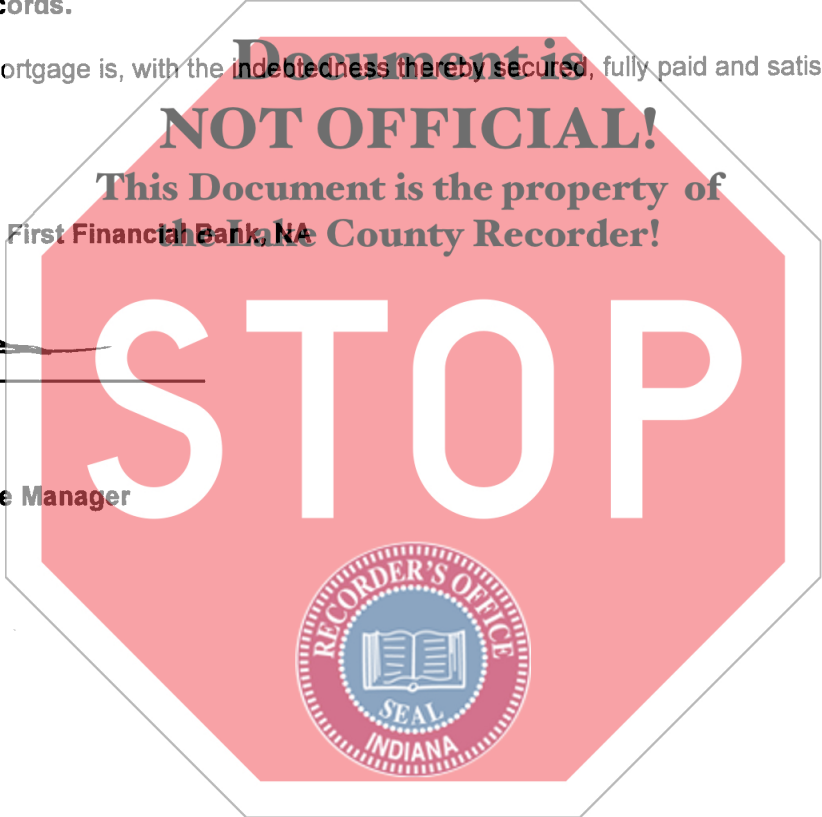 cords.
Document is
ortgage is, with the indebtedness thereby secured, fully paid and satis
NOT OFFICIAL!
This Document is the property of
the Lake County Recorder!
First Financial Bank, NA
STOP
e Manager
RECORDER'S OFFICE
SEAL
INDIANA